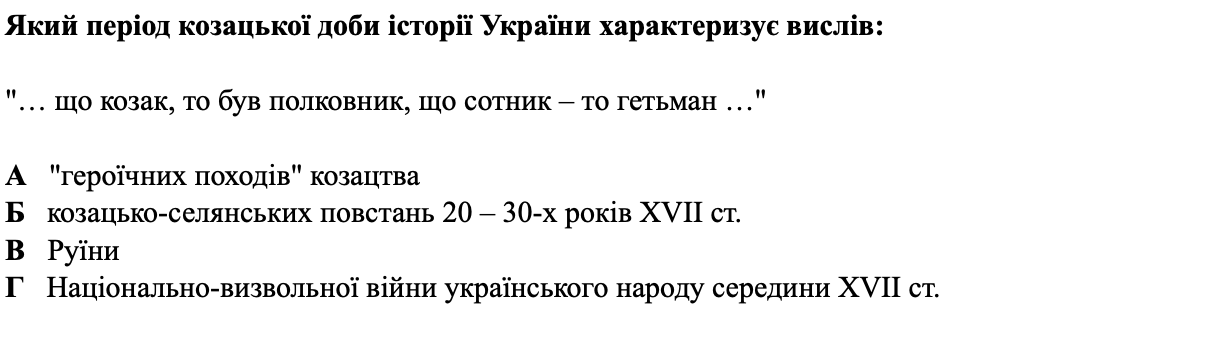 Який період козацької доби історії України характеризує вислів:
"… що козак, то був полковник, що сотник – то гетьман …"
А "героїчних походів" козацтва
Б козацько-селянських повстань 20 – 30-х років XVII ст.
В Руїни
Г Національно-визвольної війни українського народу середини XVII ст.